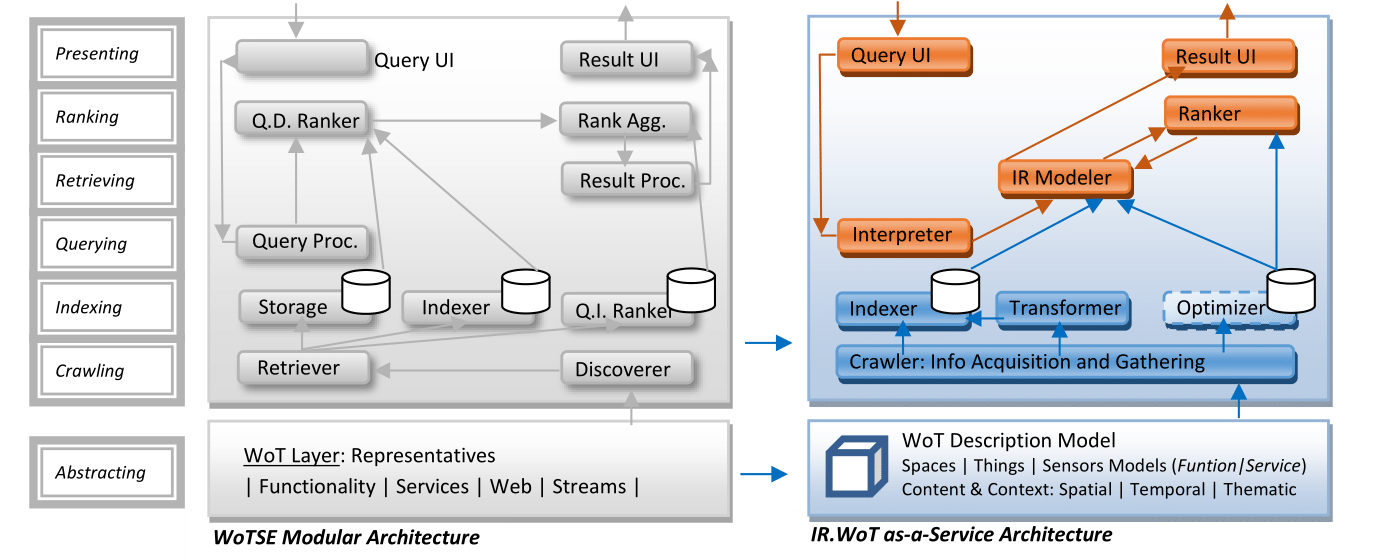 Presenting
Ranking
Retrieving
Querying
Indexing
Crawling
Abstracting
Query UI
Result UI
Q.D. Ranker
Rank Agg.
Result Proc.
Query Proc.
Storage
Indexer
Q.I. Ranker
Retriever
Discoverer
WoT Layer: Representatives
| Functionality | Services | Web | Streams |
WoTSE Modular Architecture
Query UI
Result UI
Ranker
IR Modeler
Interpreter
Indexer
Transformer
Optimizer
Crawler: Info Acquisition and Gathering
WoT Description Model
Spaces | Things | Sensors Models (Funtion|Service)
Content & Context: Spatial | Temporal | Thematic
IR.WoT as-a-Service Architecture